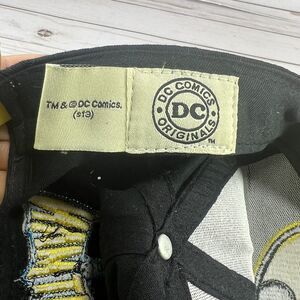 TM & © DC Comics.
(s13)
DC COMICS
DC
ORIGINALS
TM